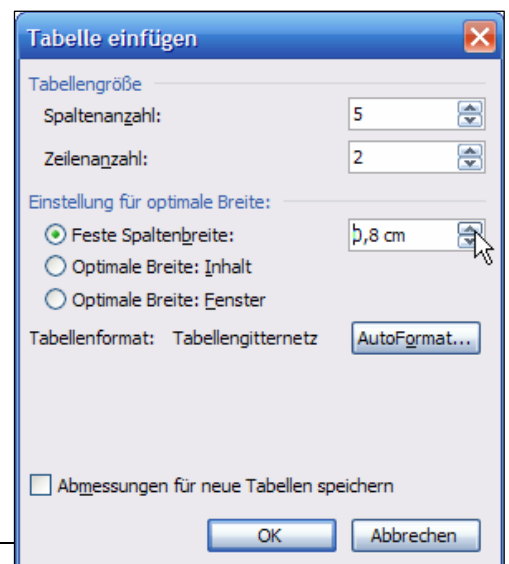 Tabelle einfügen
Tabellengröße
Spaltenanzahl: 5
Zeilenanzahl: 2
Einstellung für optimale Breite:
Feste Spaltenbreite: 0,8 cm
Optimale Breite: Inhalt
Optimale Breite: Fenster
Tabellenformat: Tabellengitternetz AutoFormat...
Abmessungen für neue Tabellen speichern
OK Abbrechen